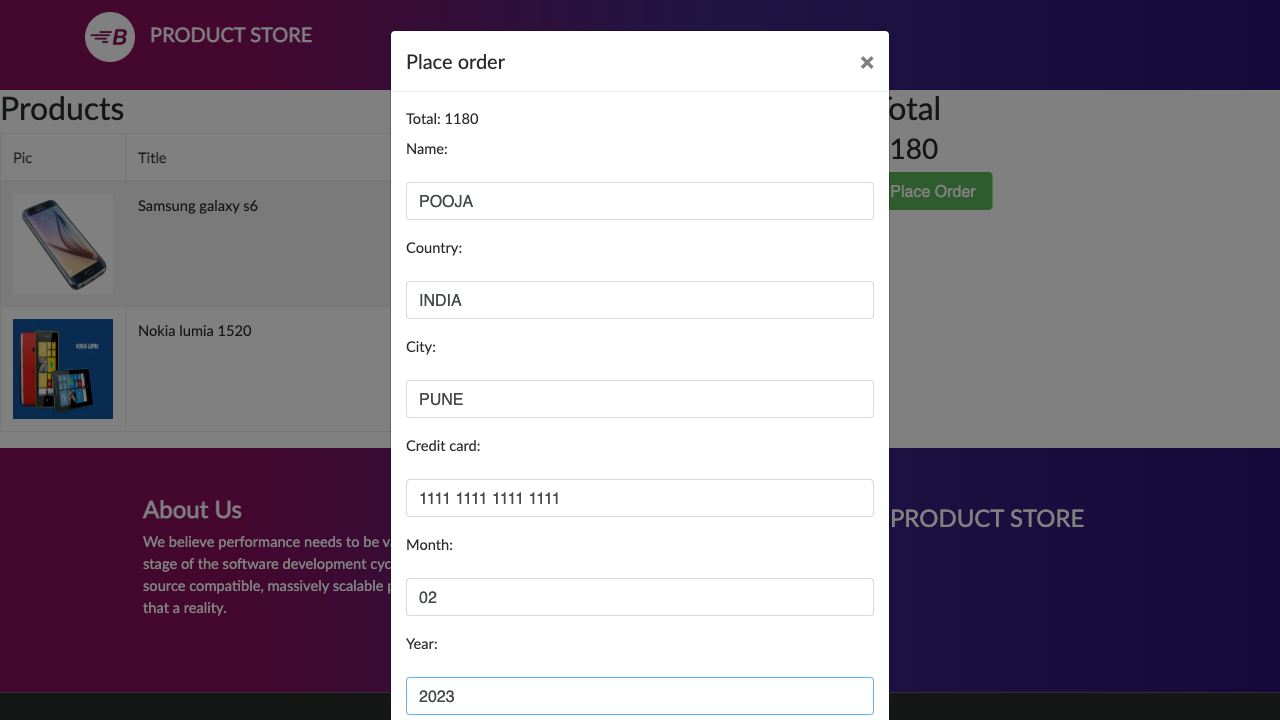 B PRODUCT STORE
Place order ×
Total: 1180
Name:
POOJA
Country:
INDIA
City:
PUNE
Credit card:
1111 1111 1111 1111
Month:
02
Year:
2023
Products
Pic Title
Samsung galaxy s6
NOKIA LUMIA
Nokia lumia 1520
otal
180
Place Order
About Us
We believe performance needs to be va
stage of the software development cyc
source compatible, massively scalable p
that a reality.
PRODUCT STORE